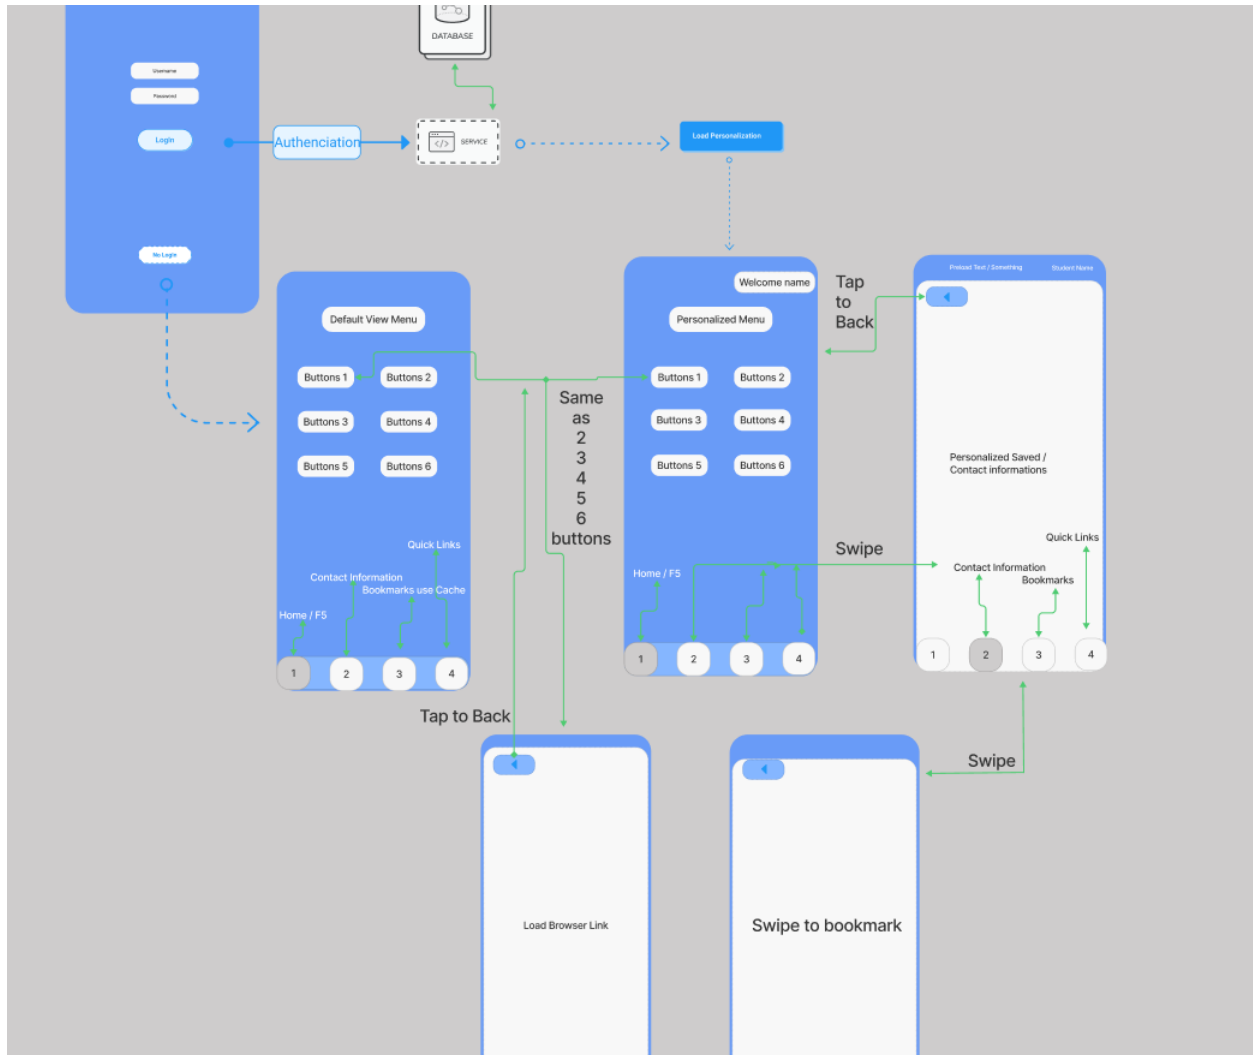 DATABASE
Username
Password
Login
Authenciation
SERVICE
Load Personalization
No Login
Default View Menu
Buttons 1
Buttons 2
Buttons 3
Buttons 4
Buttons 5
Buttons 6
Quick Links
Contact Information
Bookmarks use Cache
Home / F5
1
2
3
4
Same
as
2
3
4
5
6
buttons
Welcome name
Personalized Menu
Buttons 1
Buttons 2
Buttons 3
Buttons 4
Buttons 5
Buttons 6
Home / F5
1
2
3
4
Tap
to
Back
Swipe
Preload Text / Something
Student Name
Personalized Saved /
Contact informations
Quick Links
Contact Information
Bookmarks
1
2
3
4
Tap to Back
Load Browser Link
Swipe
Swipe to bookmark